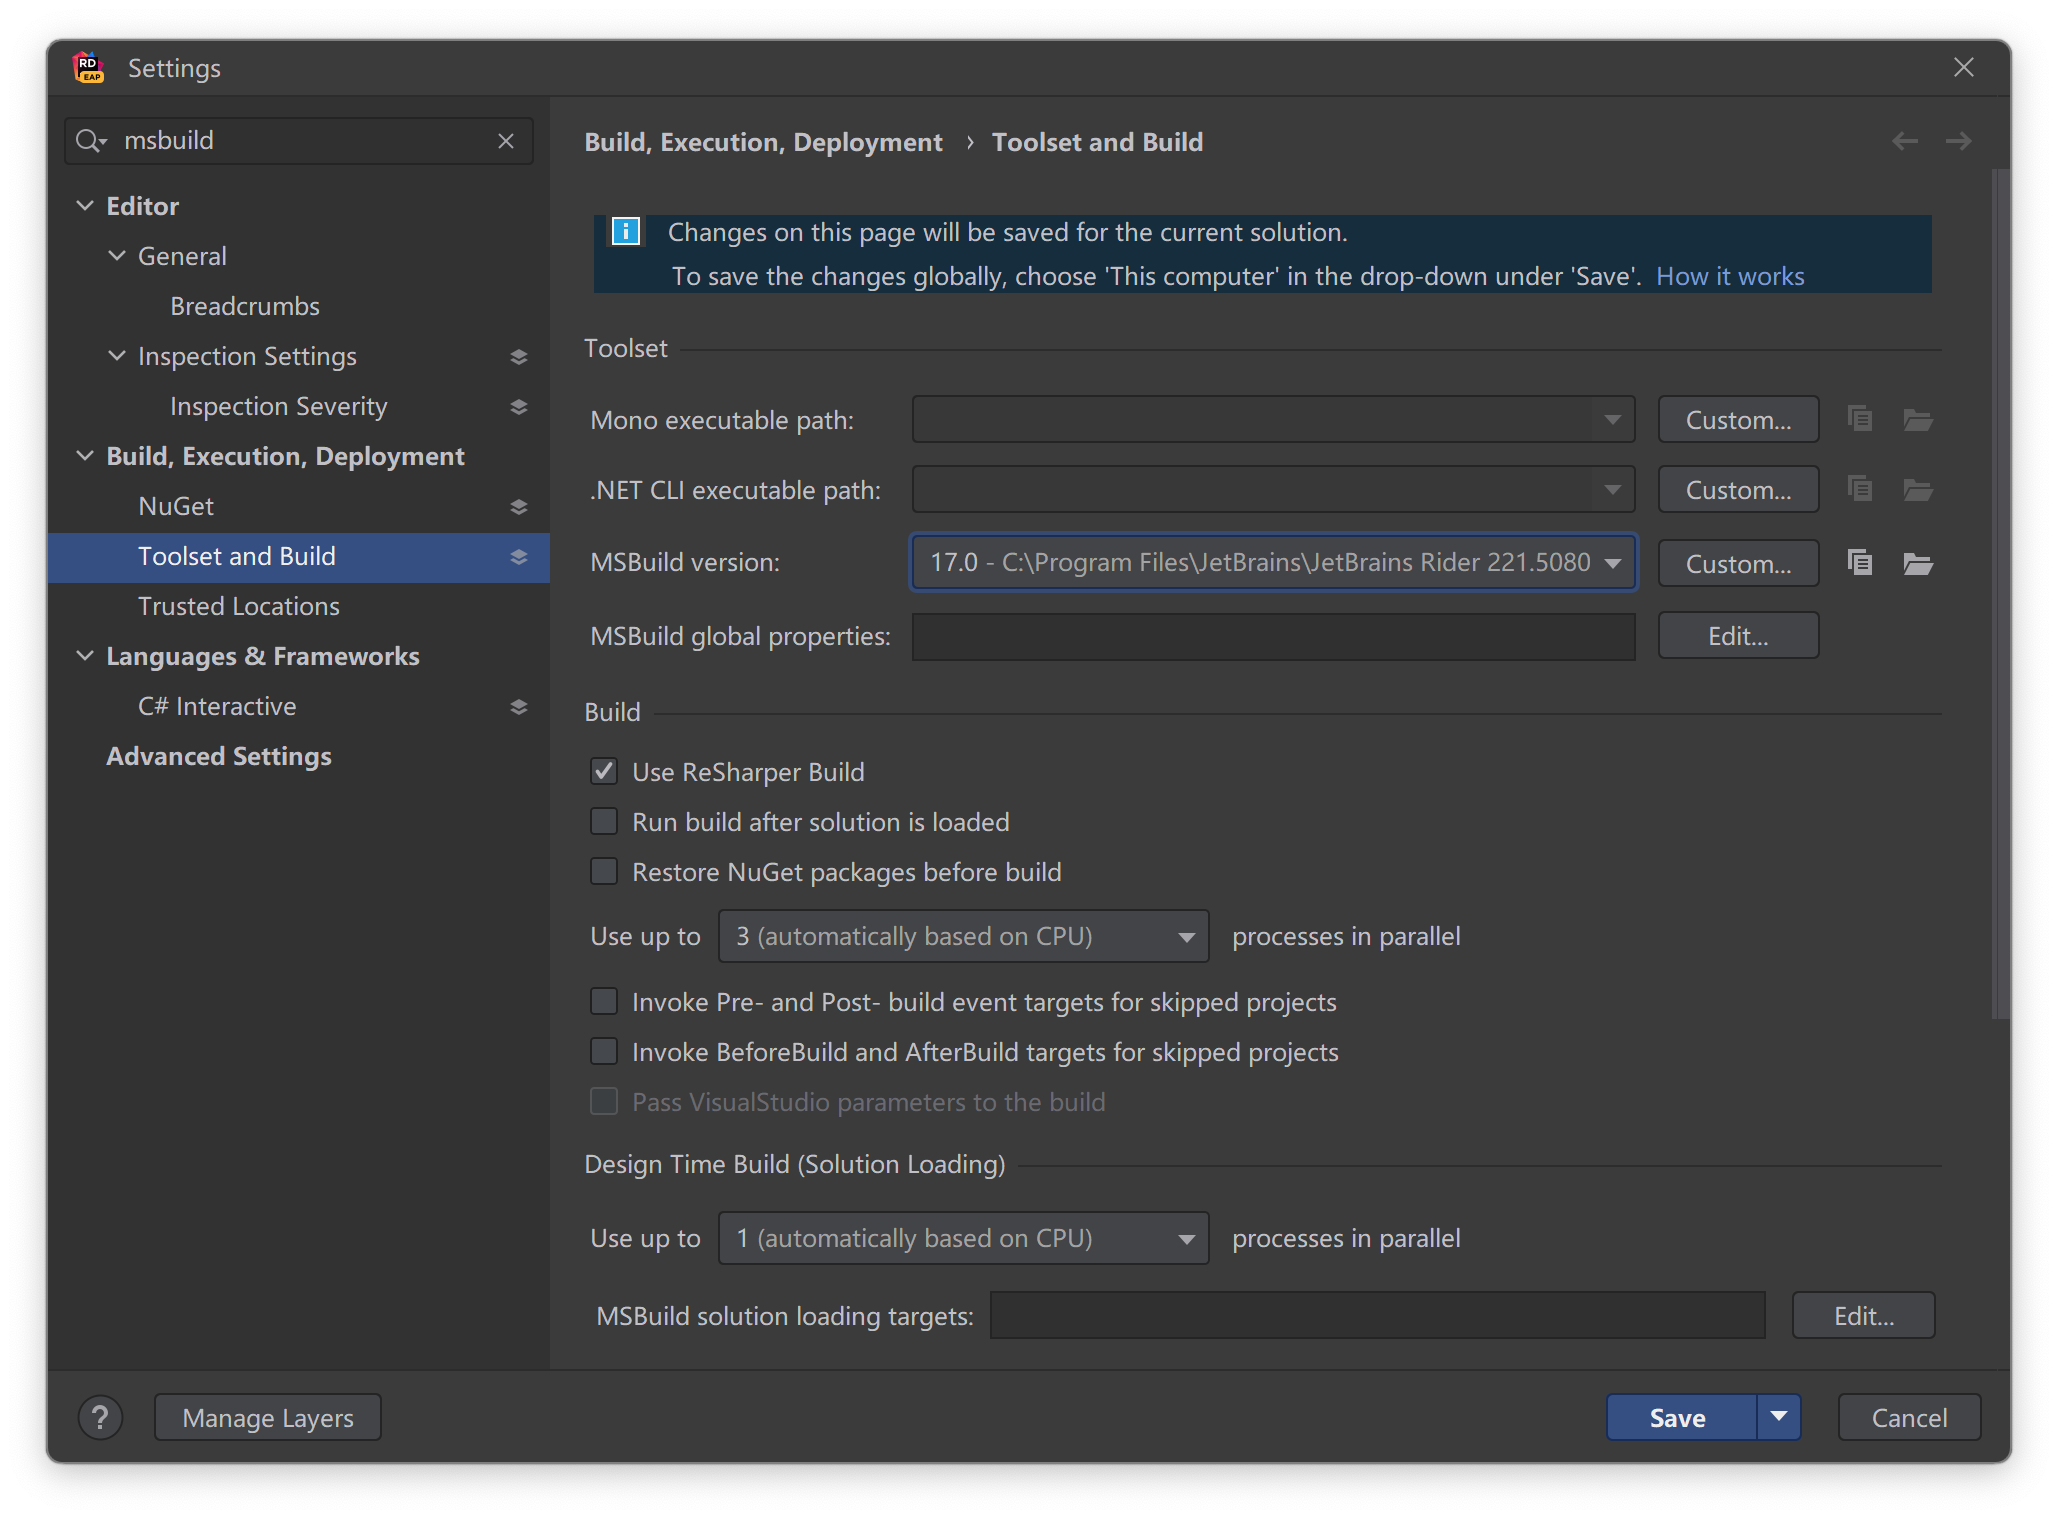 RD
EAP
Settings
msbuild
Editor
General
Breadcrumbs
Inspection Settings
Inspection Severity
Build, Execution, Deployment
NuGet
Toolset and Build
Trusted Locations
Languages & Frameworks
C# Interactive
Advanced Settings
Build, Execution, Deployment › Toolset and Build
i Changes on this page will be saved for the current solution.
To save the changes globally, choose 'This computer' in the drop-down under 'Save'. How it works
Toolset
Mono executable path: Custom...
.NET CLI executable path: Custom...
MSBuild version: 17.0 - C:\Program Files\JetBrains\JetBrains Rider 221.5080 Custom...
MSBuild global properties: Edit...
Build
Use ReSharper Build
Run build after solution is loaded
Restore NuGet packages before build
Use up to 3 (automatically based on CPU) processes in parallel
Invoke Pre- and Post- build event targets for skipped projects
Invoke BeforeBuild and AfterBuild targets for skipped projects
Pass VisualStudio parameters to the build
Design Time Build (Solution Loading)
Use up to 1 (automatically based on CPU) processes in parallel
MSBuild solution loading targets: Edit...
? Manage Layers Save Cancel